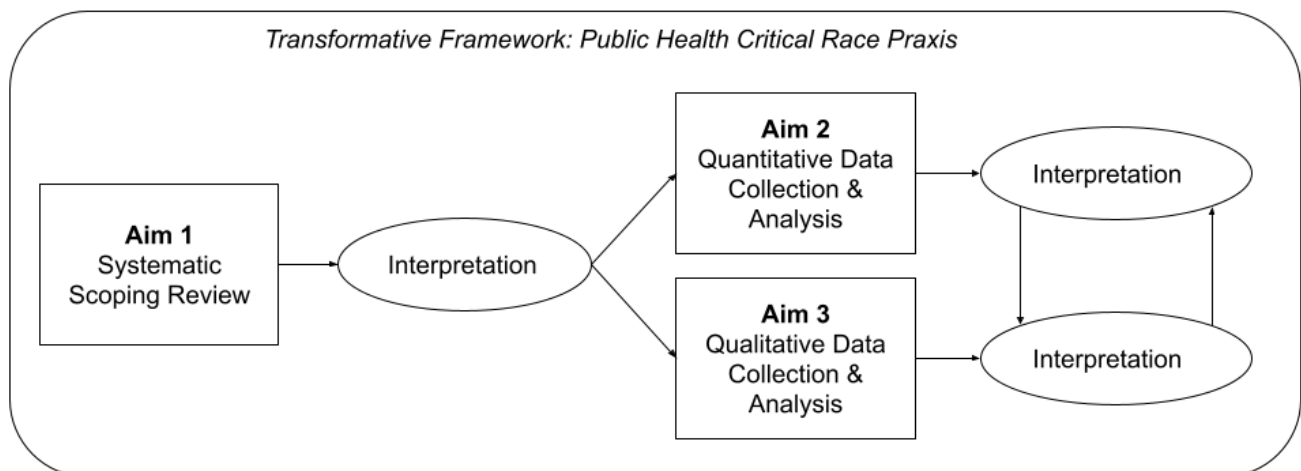 Transformative Framework: Public Health Critical Race Praxis
Aim 1
Systematic
Scoping Review
Interpretation
Aim 2
Quantitative Data
Collection &
Analysis
Interpretation
Aim 3
Qualitative Data
Collection &
Analysis
Interpretation